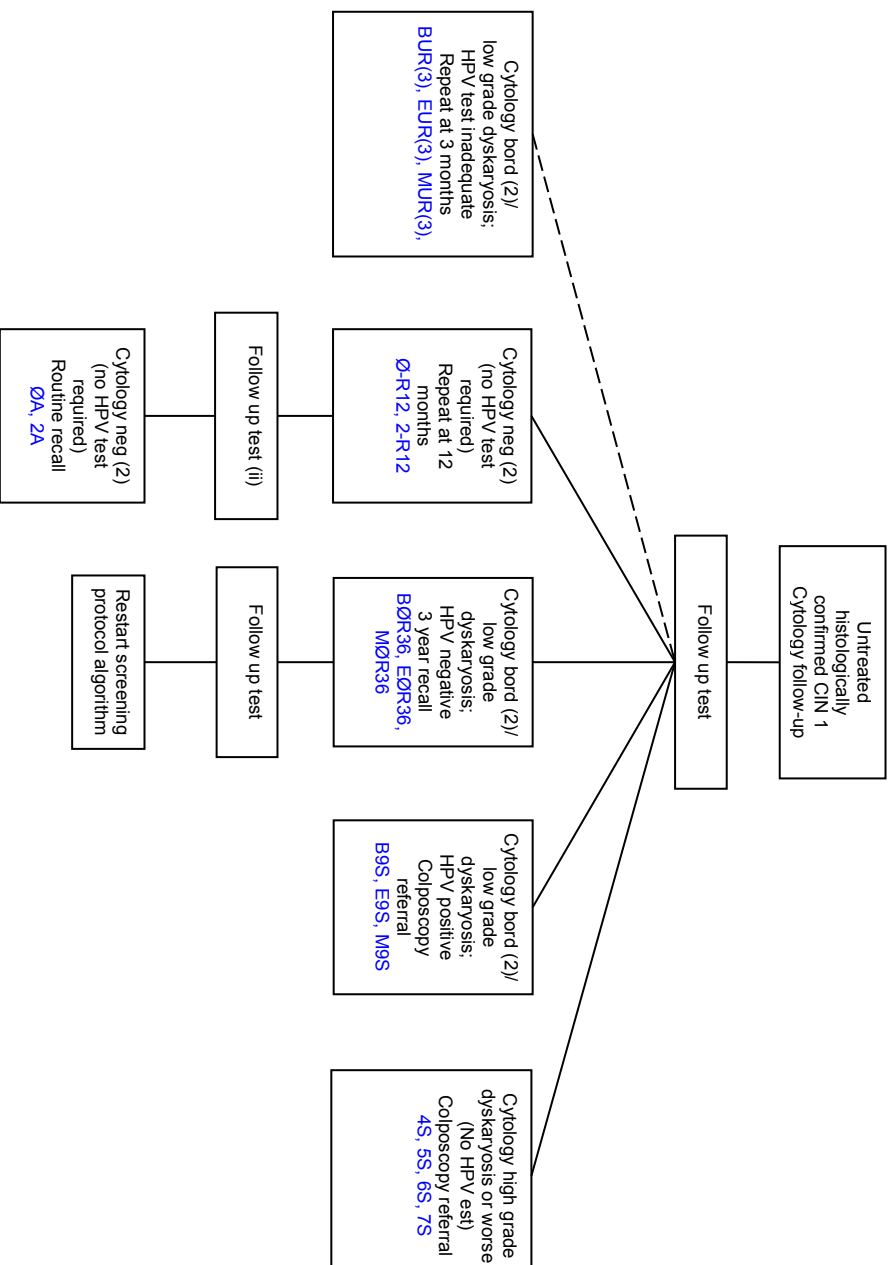 Untreated
histologically
confirmed CIN 1
Cytology follow-up
Follow up test
Cytology bord (2)/
low grade dyskaryosis;
HPV test inadequate
Repeat at 3 months
BUR(3), EUR(3), MUR(3),
Cytology neg (2)
(no HPV test
required)
Repeat at 12
months
Ø-R12, 2-R12
Cytology bord (2)/
low grade
dyskaryosis;
HPV negative
3 year recall
BØR36, EØR36,
MØR36
Cytology bord (2)/
low grade
dyskaryosis;
HPV positive
Colposcopy
referral
B9S, E9S, M9S
Cytology high grade
dyskaryosis or worse
(No HPV est)
Colposcopy referral
4S, 5S, 6S, 7S
Follow up test (ii)
Follow up test
Cytology neg (2)
(no HPV test
required)
Routine recall
ØA, 2A
Restart screening
protocol algorithm